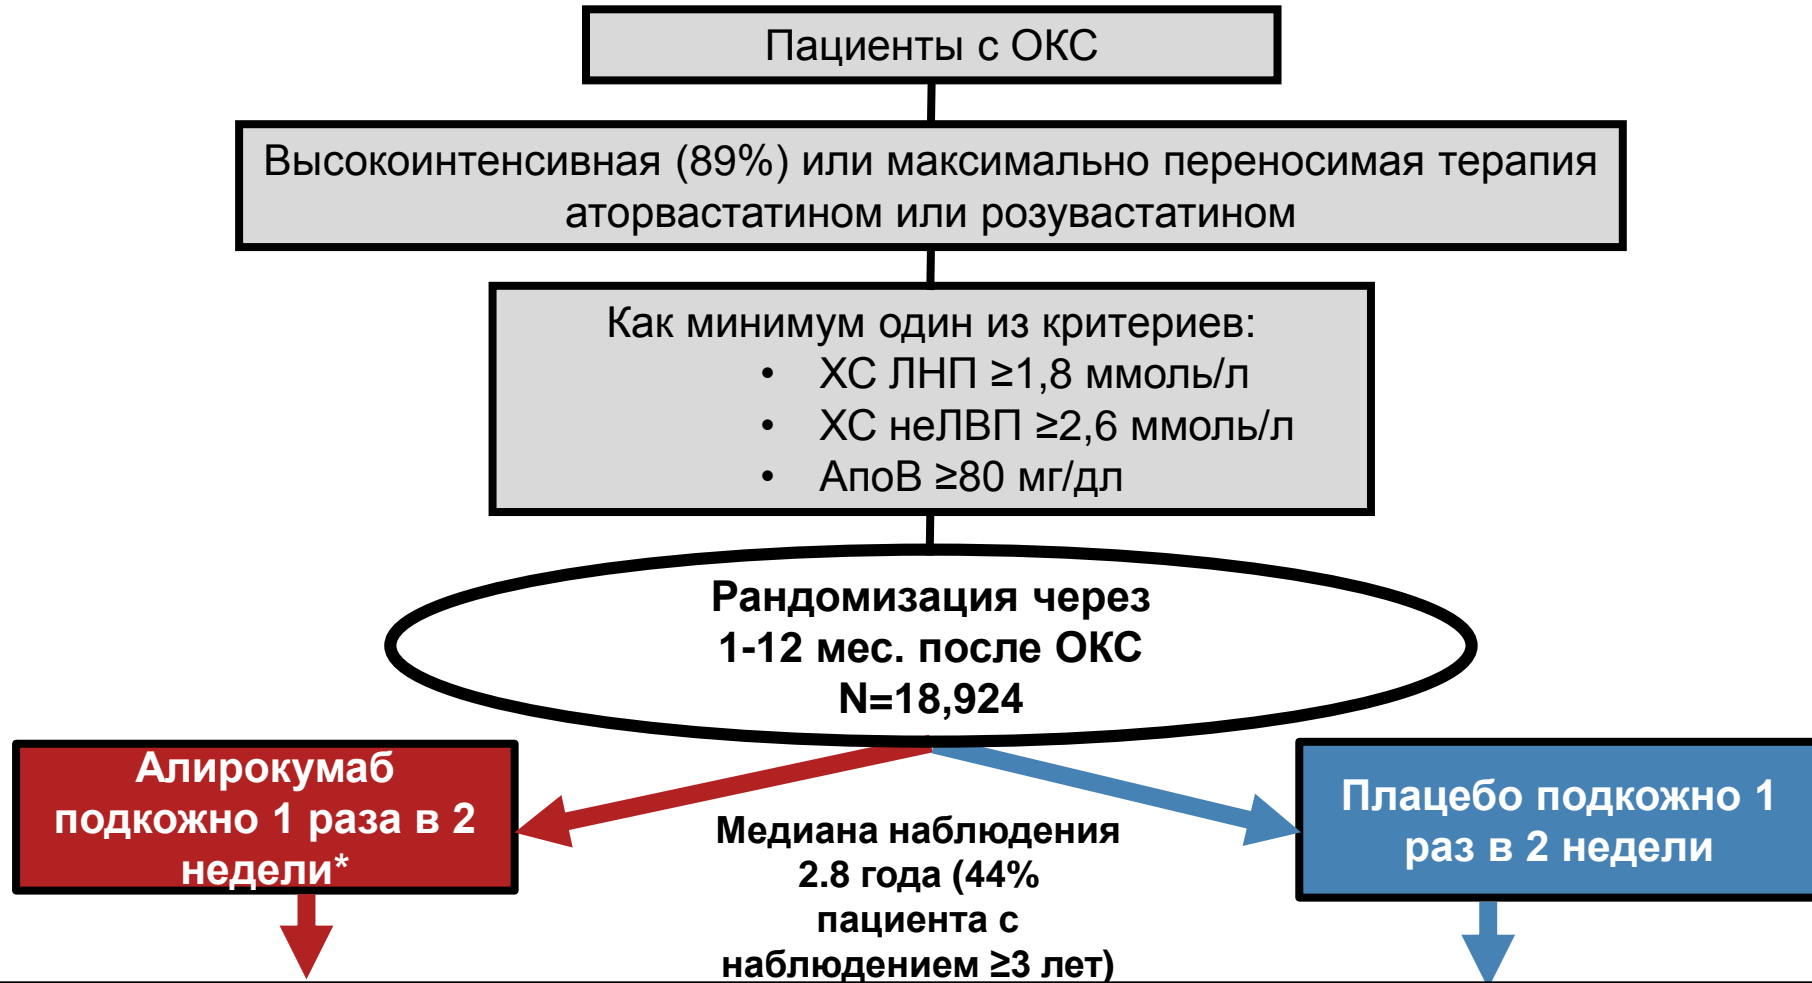 Пациенты с ОКС
Высокоинтенсивная (89%) или максимально переносимая терапия
аторвастатином или розувастатином
Как минимум один из критериев:
• ХС ЛНП ≥1,8 ммоль/л
• ХС неЛВП ≥2,6 ммоль/л
• АпоВ ≥80 мг/дл
Рандомизация через
1-12 мес. после ОКС
N=18,924
Алирокумаб
подкожно 1 раза в 2
недели*
Медиана наблюдения
2.8 года (44%
пациента с
наблюдением ≥3 лет)
Плацебо подкожно 1
раз в 2 недели